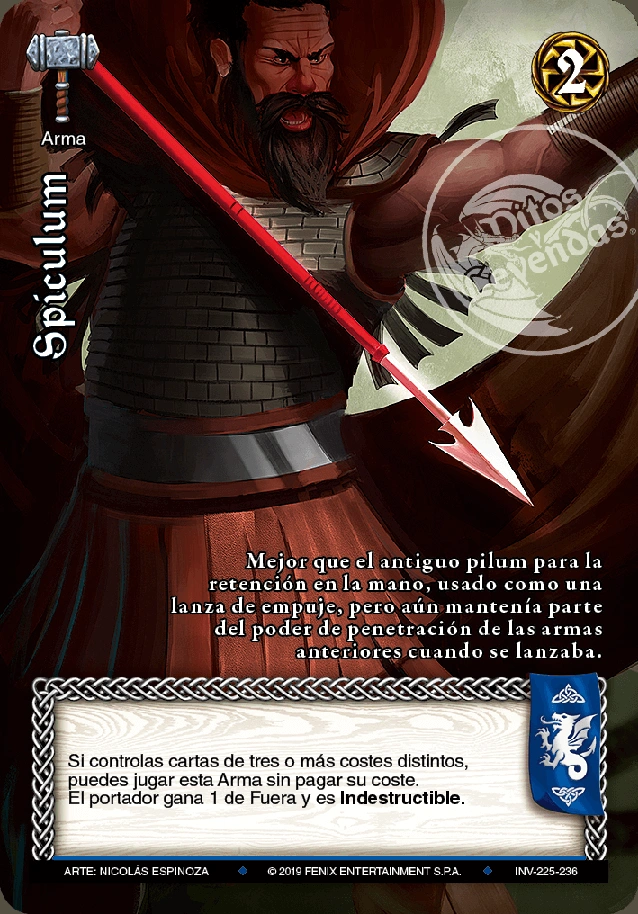 2
Arma
Spiculum
Mitos
y
Leyendas®
Mejor que el antiguo pilum para la
retención en la mano, usado como una
lanza de empuje, pero aún mantenía parte
del poder de penetración de las armas
anteriores cuando se lanzaba.
Si controlas cartas de tres o más costes distintos,
puedes jugar esta Arma sin pagar su coste.
El portador gana 1 de Fuera y es Indestructible.
ARTE: NICOLÁS ESPINOZA © 2019 FENIX ENTERTAINMENT S.P.A. INV-225-236